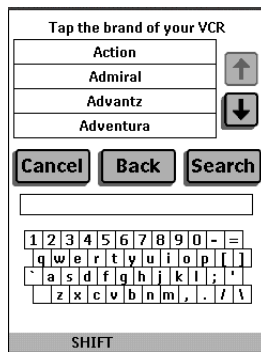 Tap the brand of your VCR
Action
Admiral
Advantz
Adventura
Cancel Back Search
1 2 3 4 5 6 7 8 9 0 - =
q w e r t y u i o p [ ]
` a s d f g h j k l ; '
z x c v b n m , . / \
SHIFT